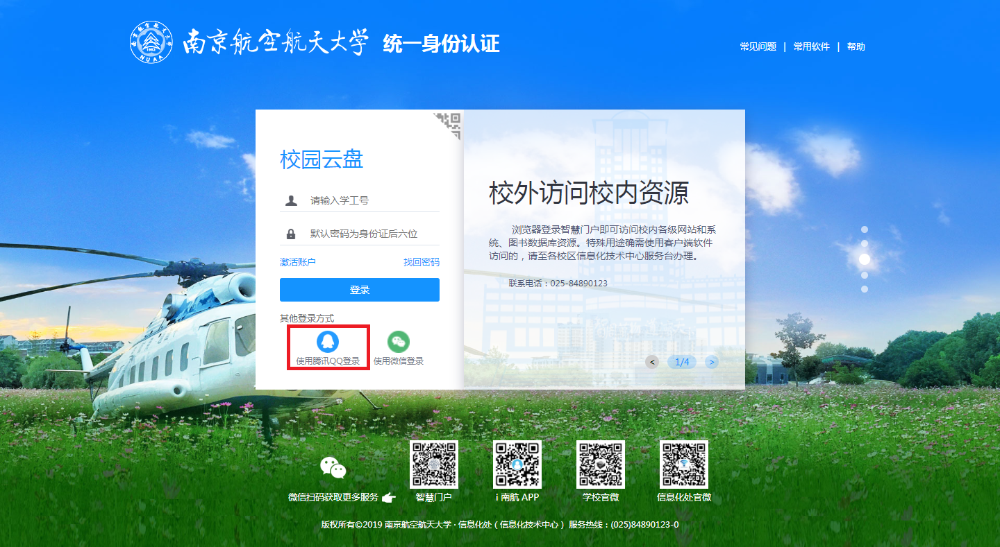 南京航空航天大学 统一身份认证
常见问题 | 常用软件 | 帮助
校园云盘
请输入学工号
默认密码为身份证后六位
激活账户 找回密码
登录
其他登录方式
使用腾讯QQ登录 使用微信登录
校外访问校内资源
浏览器登录智慧门户即可访问校内各级网站和系
统、图书数据库资源。特殊用途确需使用客户端软件
访问的，请至各校区信息化技术中心服务台办理。
联系电话：025-84890123
< 1/4 >
微信扫码获取更多服务 智慧门户 i 南航 APP 学校官微 信息化处官微
版权所有©2019 南京航空航天大学 · 信息化处（信息化技术中心） 服务热线：(025)84890123-0